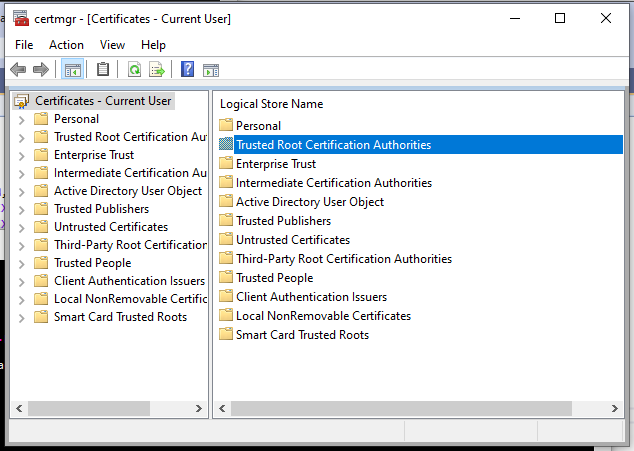 certmgr - [Certificates - Current User]
File Action View Help
Certificates - Current User
Personal
Trusted Root Certification Au
Enterprise Trust
Intermediate Certification Au
Active Directory User Object
Trusted Publishers
Untrusted Certificates
Third-Party Root Certification
Trusted People
Client Authentication Issuers
Local NonRemovable Certific
Smart Card Trusted Roots
Logical Store Name
Personal
Trusted Root Certification Authorities
Enterprise Trust
Intermediate Certification Authorities
Active Directory User Object
Trusted Publishers
Untrusted Certificates
Third-Party Root Certification Authorities
Trusted People
Client Authentication Issuers
Local NonRemovable Certificates
Smart Card Trusted Roots